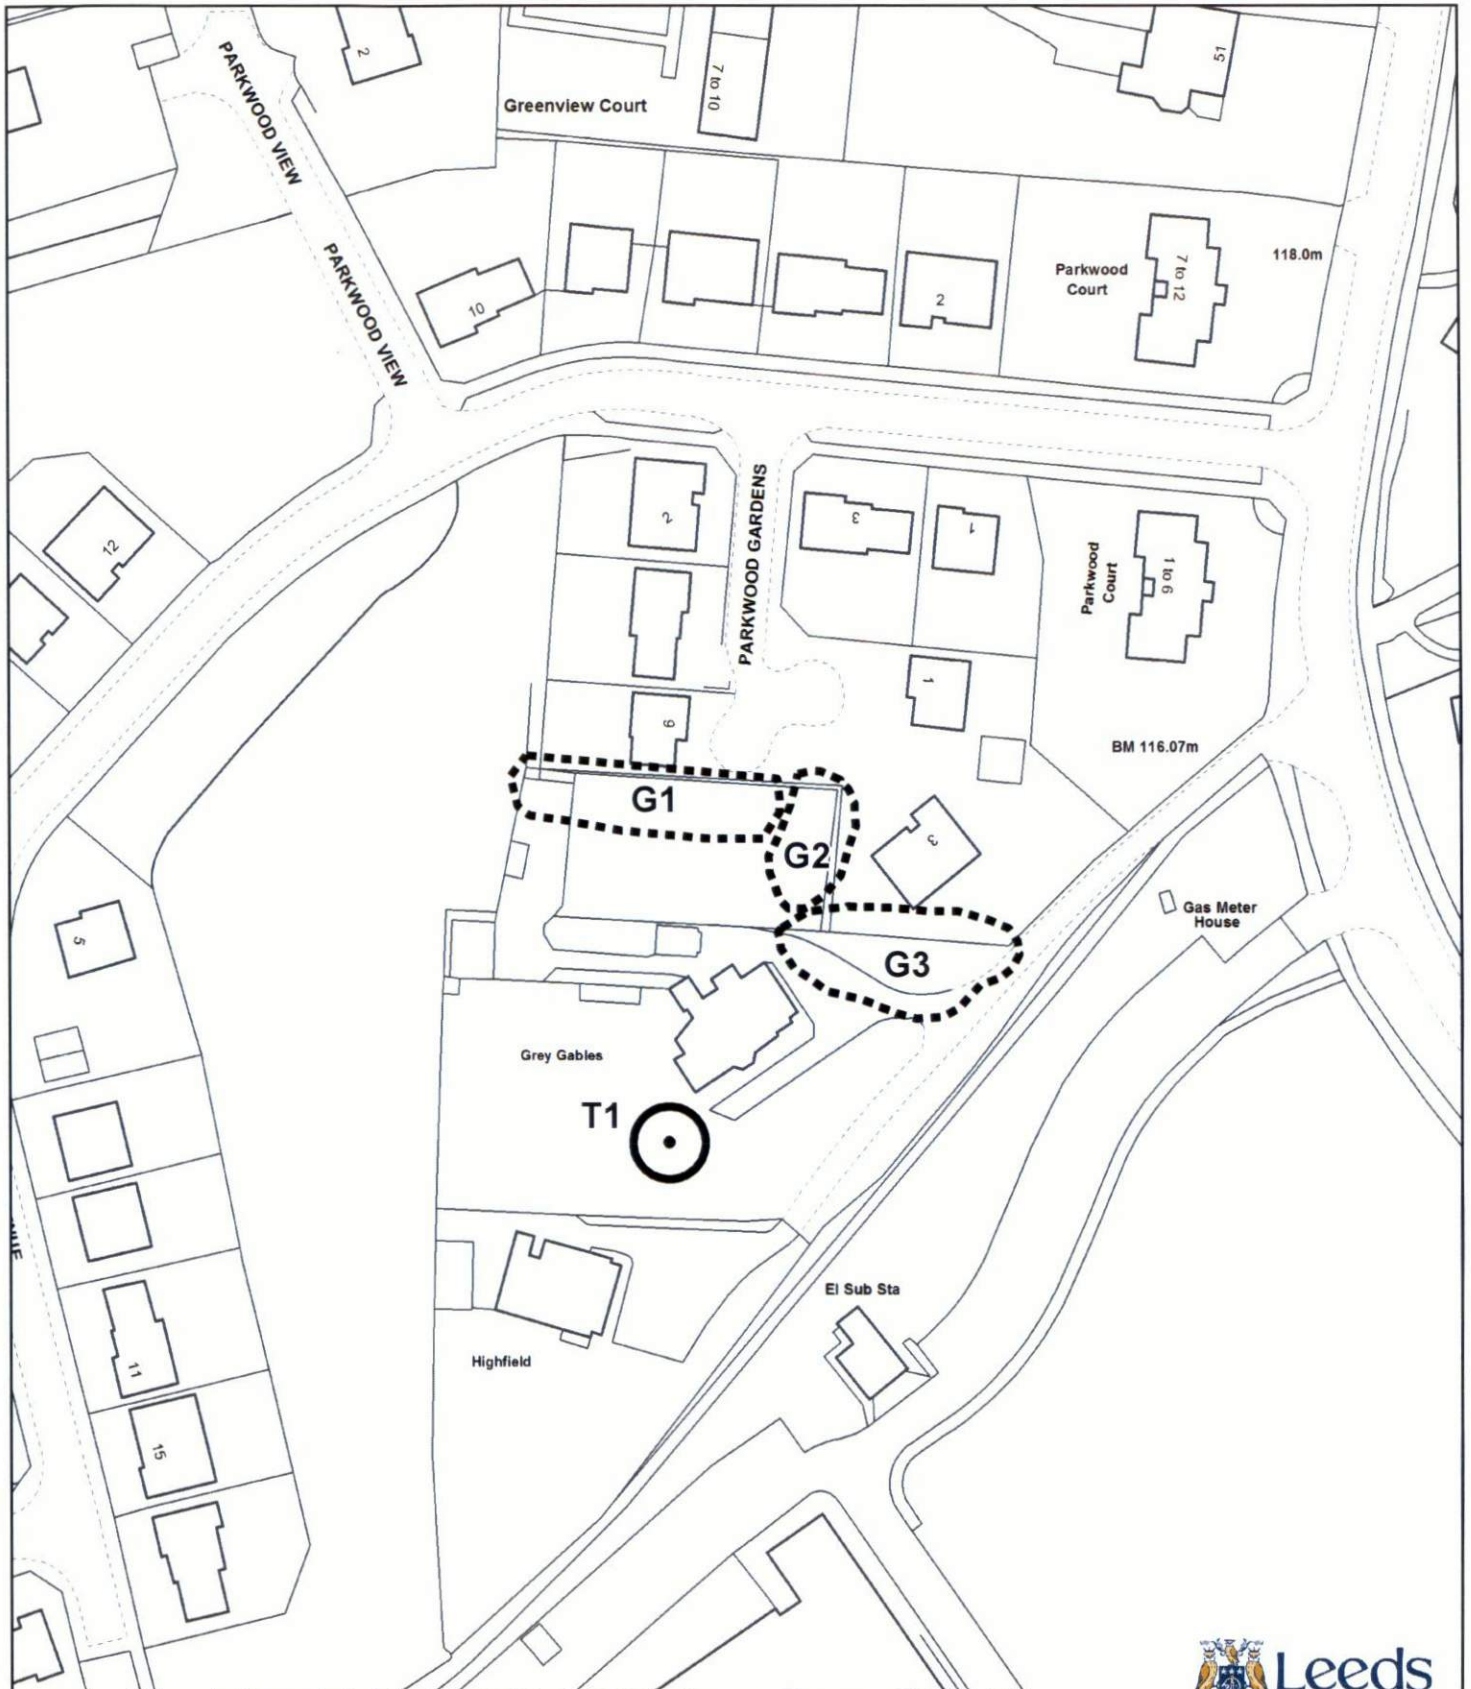 PARKWOOD VIEW
2
7 to 10
51
Greenview Court
PARKWOOD VIEW
10
2
Parkwood
Court
7 to 12
118.0m
12
2
PARKWOOD GARDENS
3
1
Parkwood
Court
1 to 6
1
9
BM 116.07m
G1
G2
3
G3
Gas Meter
House
5
Grey Gables
T1
El Sub Sta
Highfield
11
15
Leeds